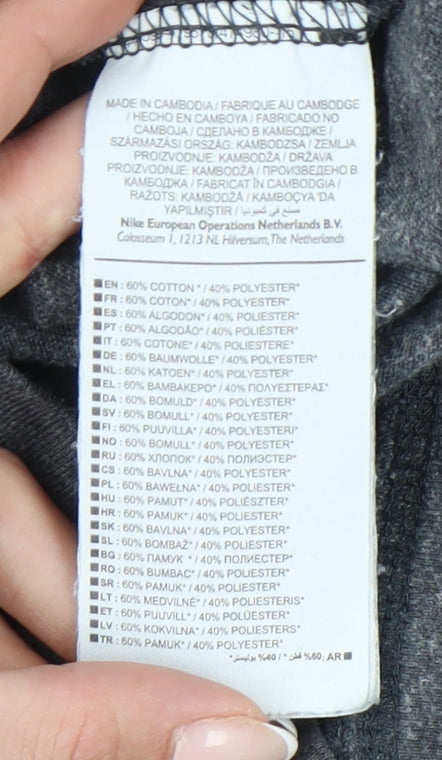 MADE IN CAMBODIA / FABRIQUE AU CAMBODGE
/ HECHO EN CAMBOYA / FABRICADO NO
CAMBOJA / СДЕЛАНО В КАМБОДЖЕ /
SZÁRMAZÁSI ORSZÁG: KAMBODZSA / ZEMLJA
PROIZVODNJE: KAMBODŽA / DRŽAVA
PROIZVODNJE: KAMBODŽA / ПРОИЗВЕДЕНО В
КАМБОДЖА / FABRICAT ÎN CAMBODGIA /
RAŽOTS: KAMBODŽĀ / KAMBOÇYA 'DA
YAPILMIŞTIR / صنع في كمبوديا
Nike European Operations Netherlands B.V.
Colosseum 1, 1213 NL Hilversum, The Netherlands
EN : 60% COTTON * / 40% POLYESTER*
FR : 60% COTON* / 40% POLYESTER*
ES : 60% ALGODON* / 40% POLIESTER*
PT : 60% ALGODÃO* / 40% POLIÉSTER*
IT : 60% COTONE* / 40% POLIESTERE*
DE : 60% BAUMWOLLE* / 40% POLYESTER*
NL : 60% KATOEN* / 40% POLYESTER*
EL : 60% ΒΑΜΒΑΚΕΡΟ* / 40% ΠΟΛΥΕΣΤΕΡΑΣ*
DA : 60% BOMULD* / 40% POLYESTER*
SV : 60% BOMULL* / 40% POLYESTER*
FI : 60% PUUVILLA* / 40% POLYESTERI*
NO : 60% BOMULL* / 40% POLYESTER*
RU : 60% ХЛОПОК* / 40% ПОЛИЭСТЕР*
CS : 60% BAVLNA* / 40% POLYESTER*
PL : 60% BAWEŁNA* / 40% POLIESTER*
HU : 60% PAMUT* / 40% POLIÉSZTER*
HR : 60% PAMUK* / 40% POLIESTER*
SK : 60% BAVLNA* / 40% POLYESTER*
SL : 60% BOMBAŽ* / 40% POLIESTER*
BG : 60% ПАМУК * / 40% ПОЛИЕСТЕР*
RO : 60% BUMBAC* / 40% POLIESTER*
SR : 60% PAMUK* / 40% POLIESTER*
LT : 60% MEDVILNĖ* / 40% POLIESTERIS*
ET : 60% PUUVILL* / 40% POLÜESTER*
LV : 60% KOKVILNA* / 40% POLIESTERS*
TR : 60% PAMUK* / 40% POLYESTER*
AR :60% قطن * / 40% بوليستر*